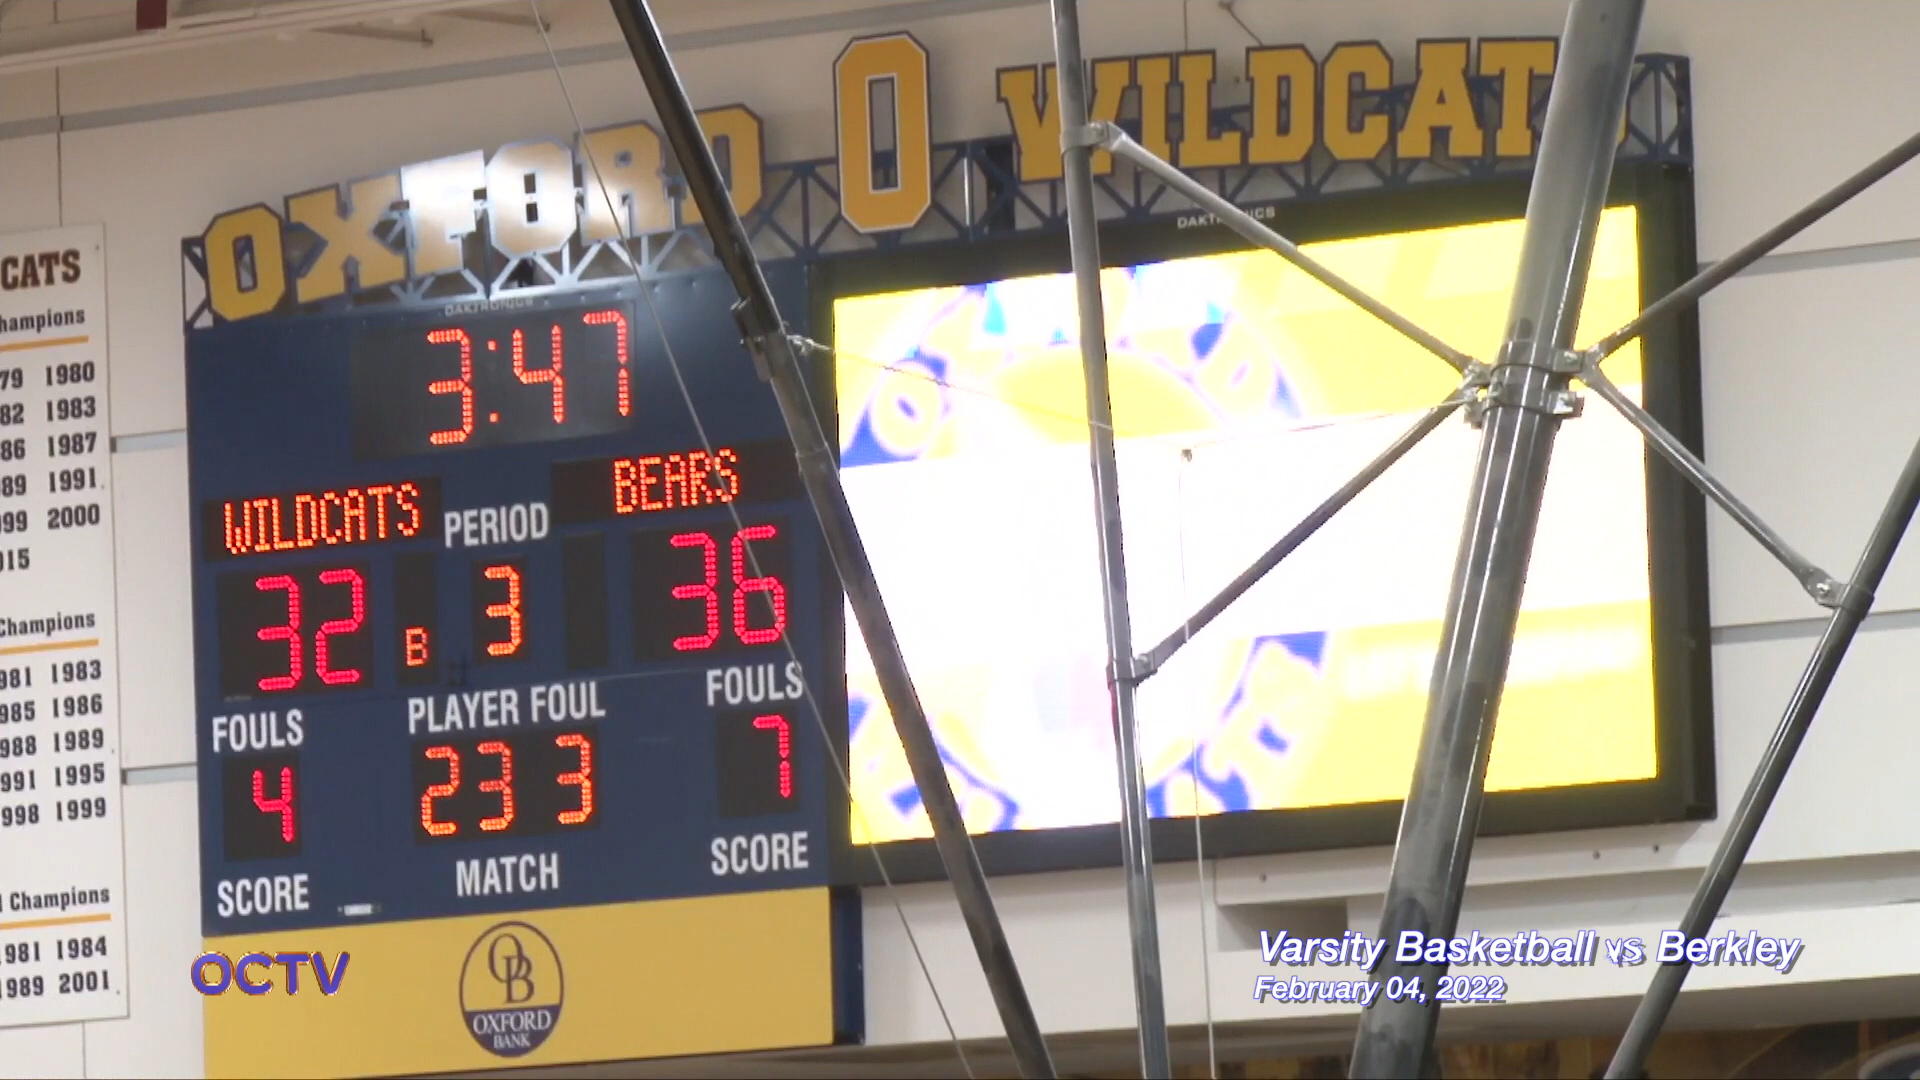 OXFORD O WILDCATS
DAKTRONICS
DAKTRONICS
3:47
WILDCATS
PERIOD
BEARS
32
B
3
36
FOULS
PLAYER FOUL
FOULS
4
23 3
7
SCORE
MATCH
SCORE
OB
OXFORD
BANK
CATS
hampions
79 1980
82 1983
86 1987
89 1991
99 2000
015
Champions
981 1983
985 1986
988 1989
991 1995
998 1999
l Champions
981 1984
989 2001
OCTV
Varsity Basketball vs Berkley
February 04, 2022